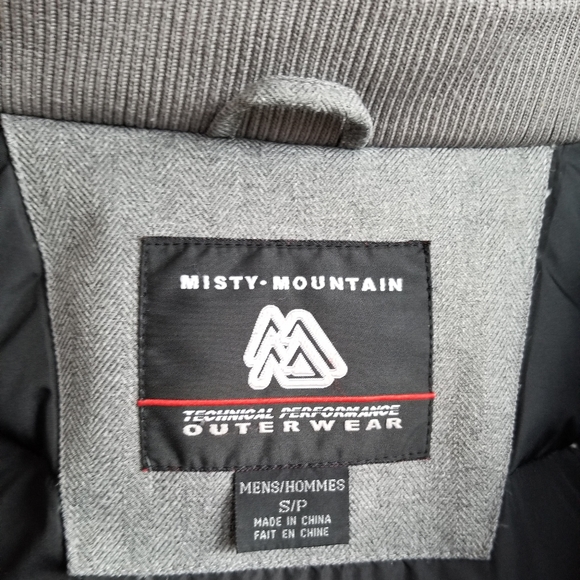 MISTY·MOUNTAIN
TECHNICAL PERFORMANCE
OUTERWEAR
MENS/HOMMES
S/P
MADE IN CHINA
FAIT EN CHINE